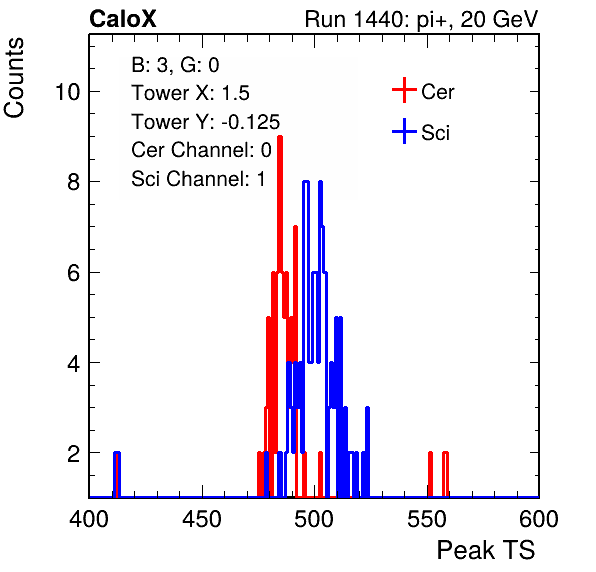 CaloX
Run 1440: pi+, 20 GeV
Counts
B: 3, G: 0
Tower X: 1.5
Tower Y: -0.125
Cer Channel: 0
Sci Channel: 1
Cer
Sci
10
8
6
4
2
400 450 500 550 600
Peak TS